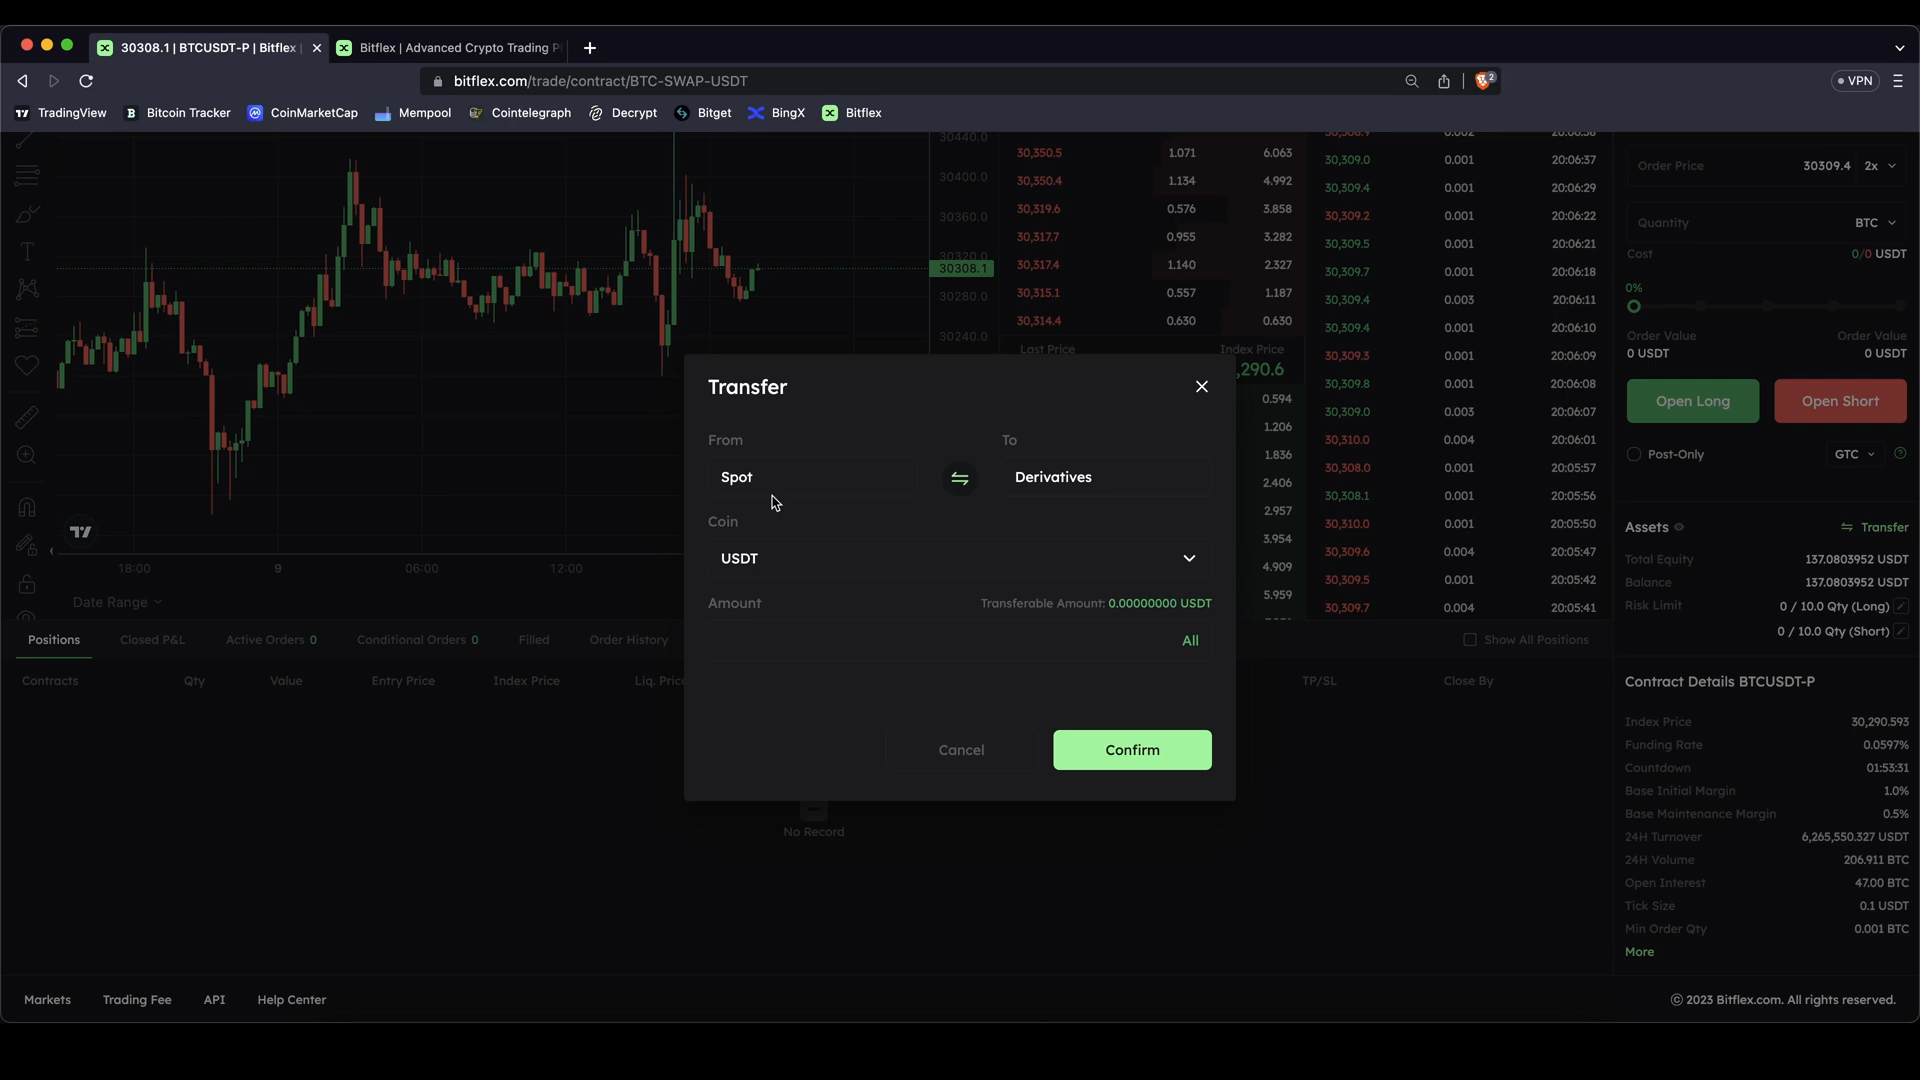 30308.1 | BTCUSDT-P | Bitflex |
Bitflex | Advanced Crypto Trading P
bitflex.com/trade/contract/BTC-SWAP-USDT
2
VPN
TradingView
Bitcoin Tracker
CoinMarketCap
Mempool
Cointelegraph
Decrypt
Bitget
BingX
Bitflex
30440.0
30400.0
30360.0
30320.0
30308.1
30280.0
30240.0
18:00 9 06:00 12:00
Date Range
30,350.5 1.071 6.063
30,350.4 1.134 4.992
30,319.6 0.576 3.858
30,317.7 0.955 3.282
30,317.4 1.140 2.327
30,315.1 0.557 1.187
30,314.4 0.630 0.630
Last Price Index Price
,290.6
0.594
1.206
1.836
2.406
2.957
3.954
4.909
5.959
30,308.9 0.002 20:06:38
30,309.0 0.001 20:06:37
30,309.4 0.001 20:06:29
30,309.2 0.001 20:06:22
30,309.5 0.001 20:06:21
30,309.7 0.001 20:06:18
30,309.4 0.003 20:06:11
30,309.4 0.001 20:06:10
30,309.3 0.001 20:06:09
30,309.8 0.001 20:06:08
30,309.0 0.003 20:06:07
30,310.0 0.004 20:06:01
30,308.0 0.001 20:05:57
30,308.1 0.001 20:05:56
30,310.0 0.001 20:05:50
30,309.6 0.004 20:05:47
30,309.5 0.001 20:05:42
30,309.7 0.004 20:05:41
Order Price 30309.4 2x
Quantity BTC
Cost 0/0 USDT
0%
Order Value Order Value
0 USDT 0 USDT
Open Long Open Short
Post-Only GTC
Assets Transfer
Total Equity 137.0803952 USDT
Balance 137.0803952 USDT
Risk Limit 0 / 10.0 Qty (Long)
0 / 10.0 Qty (Short)
Transfer
From To
Spot Derivatives
Coin
USDT
Amount Transferable Amount: 0.00000000 USDT
All
Cancel Confirm
Positions Closed P&L Active Orders 0 Conditional Orders 0 Filled Order History
Show All Positions
Contracts Qty Value Entry Price Index Price Liq. Price TP/SL Close By
No Record
Contract Details BTCUSDT-P
Index Price 30,290.593
Funding Rate 0.0597%
Countdown 01:53:31
Base Initial Margin 1.0%
Base Maintenance Margin 0.5%
24H Turnover 6,265,550.327 USDT
24H Volume 206.911 BTC
Open Interest 47.00 BTC
Tick Size 0.1 USDT
Min Order Qty 0.001 BTC
More
Markets Trading Fee API Help Center
© 2023 Bitflex.com. All rights reserved.